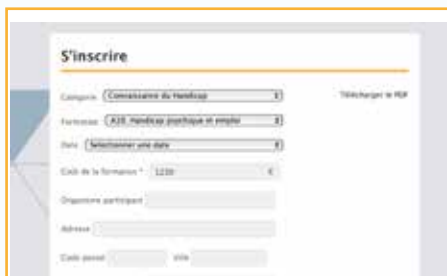 S'inscrire
Catégorie Connaissance du Handicap Télécharger le PDF
Formation A10. Handicap psychique et emploi
Date Sélectionner une date
Coût de la formation * 1230 €
Organisme participant
Adresse
Code postal Ville